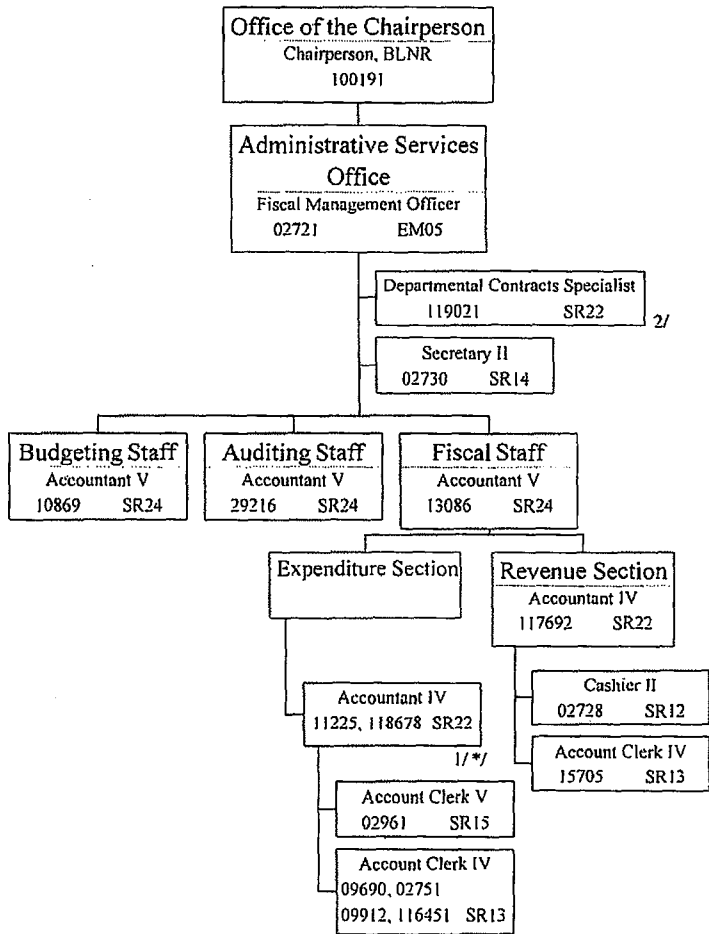 Office of the Chairperson
Chairperson, BLNR
100191
Administrative Services
Office
Fiscal Management Officer
02721 EM05
Departmental Contracts Specialist
119021 SR22
2/
Secretary II
02730 SR14
Budgeting Staff
Accountant V
10869 SR24
Auditing Staff
Accountant V
29216 SR24
Fiscal Staff
Accountant V
13086 SR24
Expenditure Section
Revenue Section
Accountant IV
117692 SR22
Accountant IV
11225, 118678 SR22
1/ */
Account Clerk V
02961 SR15
Account Clerk IV
09690, 02751
09912, 116451 SR13
Cashier II
02728 SR12
Account Clerk IV
15705 SR13